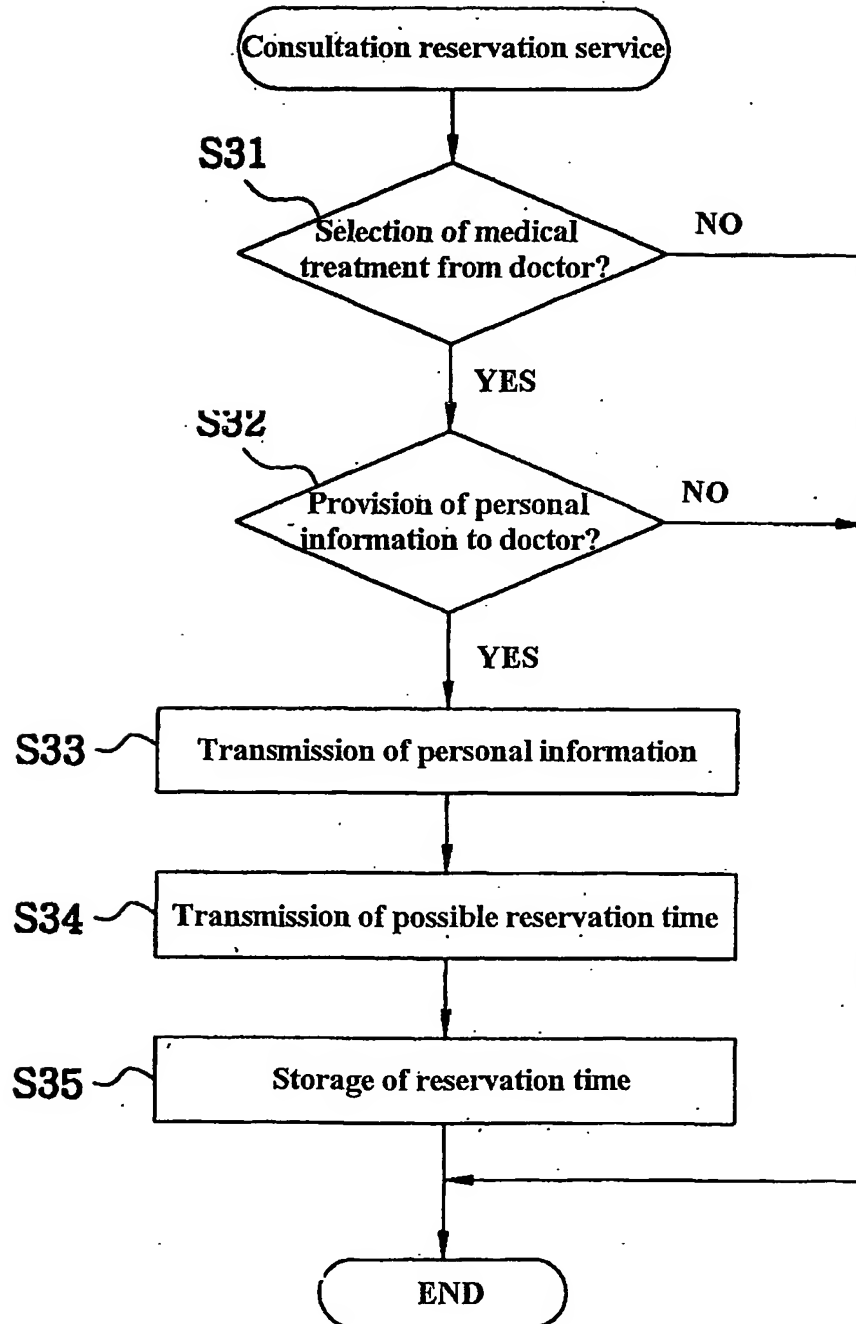 Consultation reservation service
S31
Selection of medical
treatment from doctor?
NO
YES
S32
Provision of personal
information to doctor?
NO
YES
S33
Transmission of personal information
S34
Transmission of possible reservation time
S35
Storage of reservation time
END